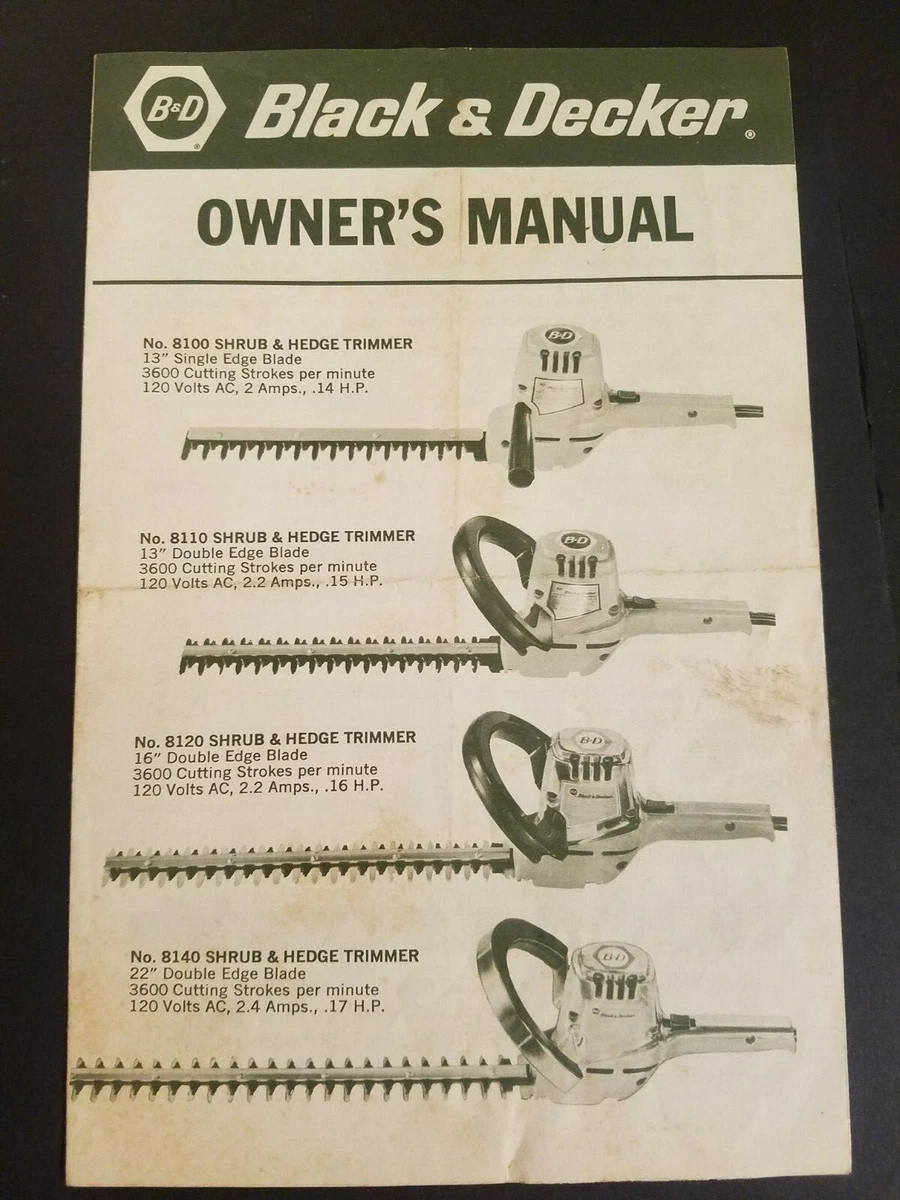 B&D
®
Black & Decker®
OWNER'S MANUAL
No. 8100 SHRUB & HEDGE TRIMMER
13" Single Edge Blade
3600 Cutting Strokes per minute
120 Volts AC, 2 Amps., .14 H.P.
B&D
No. 8110 SHRUB & HEDGE TRIMMER
13" Double Edge Blade
3600 Cutting Strokes per minute
120 Volts AC, 2.2 Amps., .15 H.P.
B&D
No. 8120 SHRUB & HEDGE TRIMMER
16" Double Edge Blade
3600 Cutting Strokes per minute
120 Volts AC, 2.2 Amps., .16 H.P.
B&D
Black & Decker
No. 8140 SHRUB & HEDGE TRIMMER
22" Double Edge Blade
3600 Cutting Strokes per minute
120 Volts AC, 2.4 Amps., .17 H.P.
B&D
Black & Decker